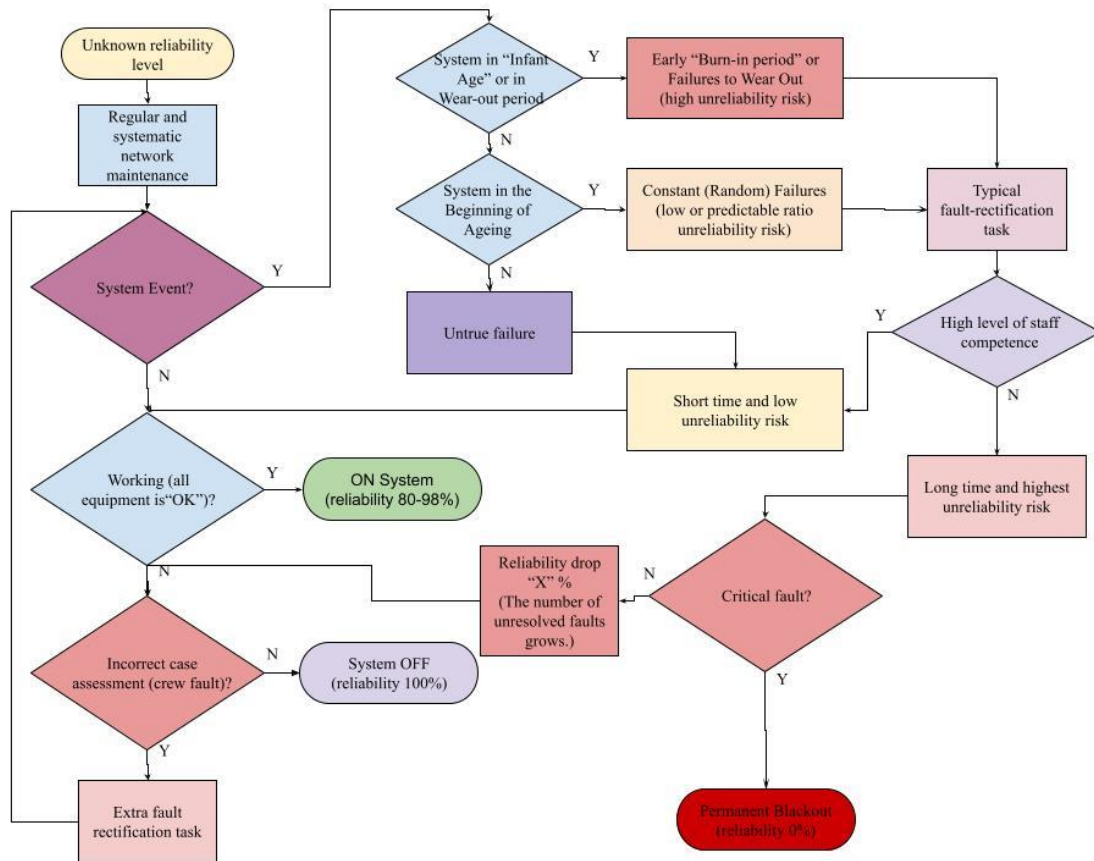 Unknown reliability
level
Regular and
systematic
network
maintenance
System Event?
Y
N
System in “Infant
Age” or in
Wear-out period
Y
N
Early “Burn-in period” or
Failures to Wear Out
(high unreliability risk)
System in the
Beginning of
Ageing
Y
N
Constant (Random) Failures
(low or predictable ratio
unreliability risk)
Typical
fault-rectification
task
Untrue failure
High level of staff
competence
Y
N
Short time and low
unreliability risk
Long time and highest
unreliability risk
Working (all
equipment is“OK”)?
Y
N
ON System
(reliability 80-98%)
Critical fault?
N
Y
Reliability drop
“X” %
(The number of
unresolved faults
grows.)
Incorrect case
assessment (crew fault)?
N
Y
System OFF
(reliability 100%)
Extra fault
rectification task
Permanent Blackout
(reliability 0%)